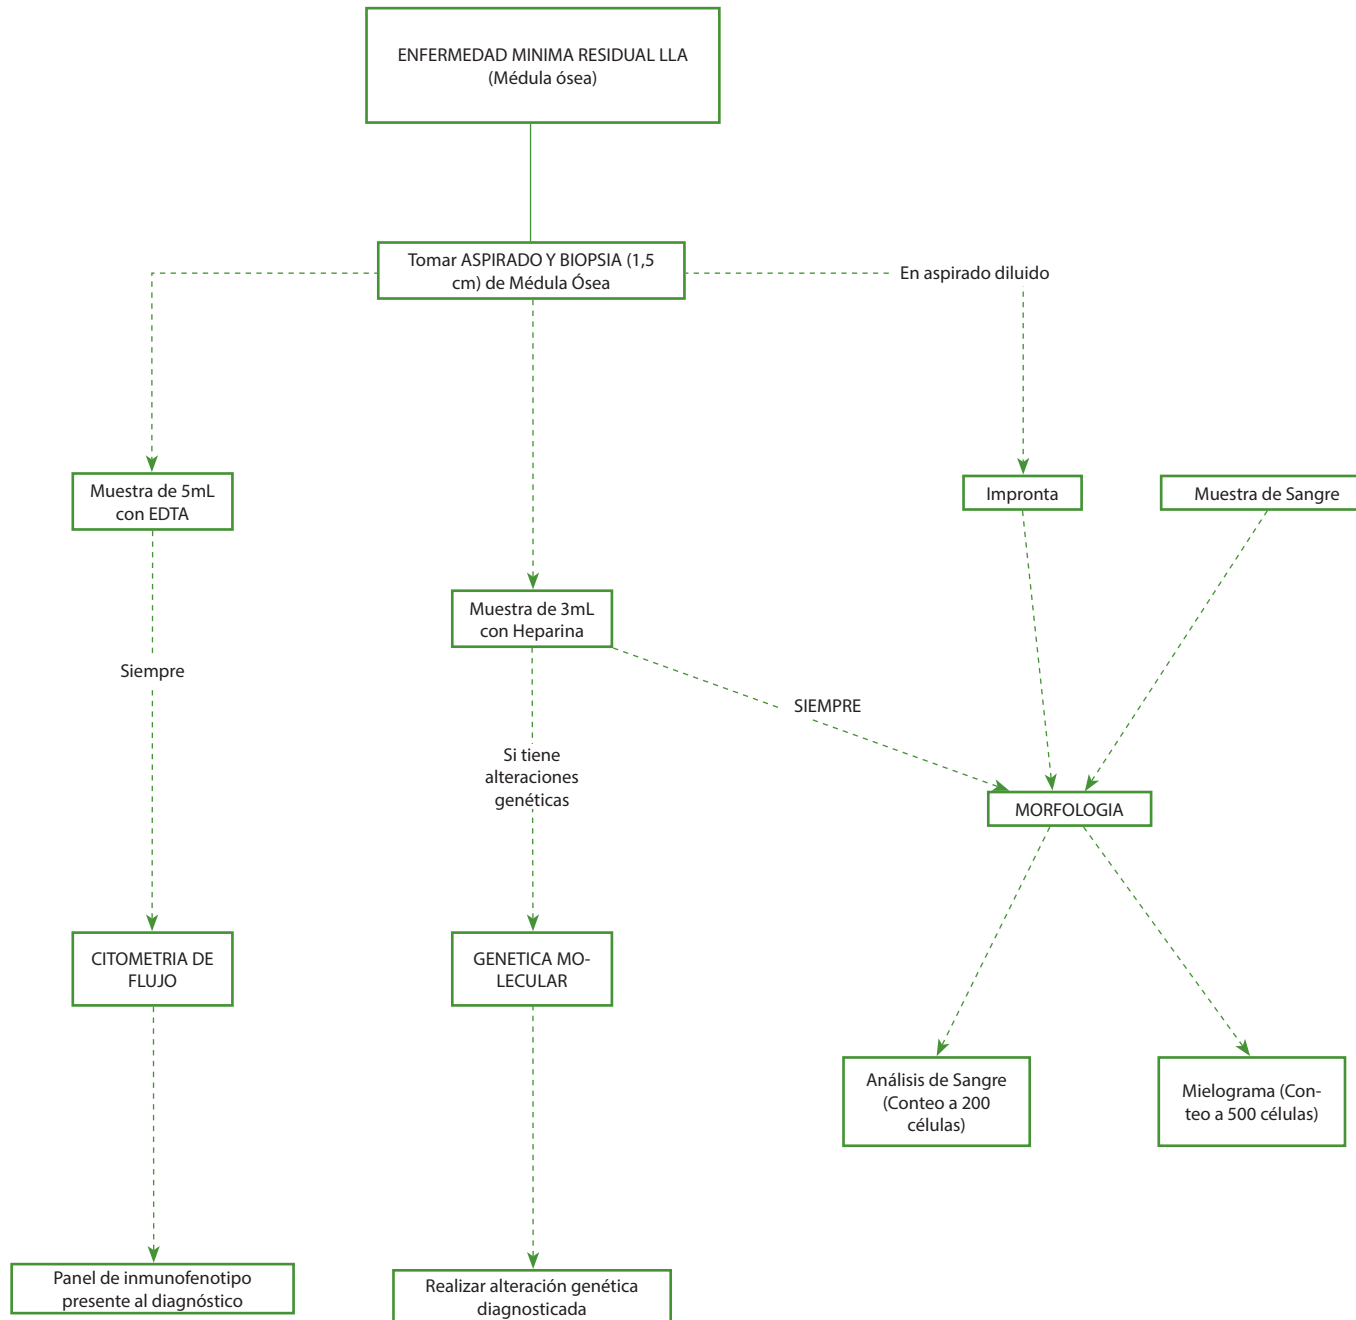 ENFERMEDAD MINIMA RESIDUAL LLA
(Médula ósea)
Tomar ASPIRADO Y BIOPSIA (1,5
cm) de Médula Ósea
En aspirado diluido
Muestra de 5mL
con EDTA
Impronta
Muestra de Sangre
Muestra de 3mL
con Heparina
Siempre
SIEMPRE
Si tiene
alteraciones
genéticas
MORFOLOGIA
CITOMETRIA DE
FLUJO
GENETICA MO-
LECULAR
Análisis de Sangre
(Conteo a 200
células)
Mielograma (Con-
teo a 500 células)
Panel de inmunofenotipo
presente al diagnóstico
Realizar alteración genética
diagnosticada